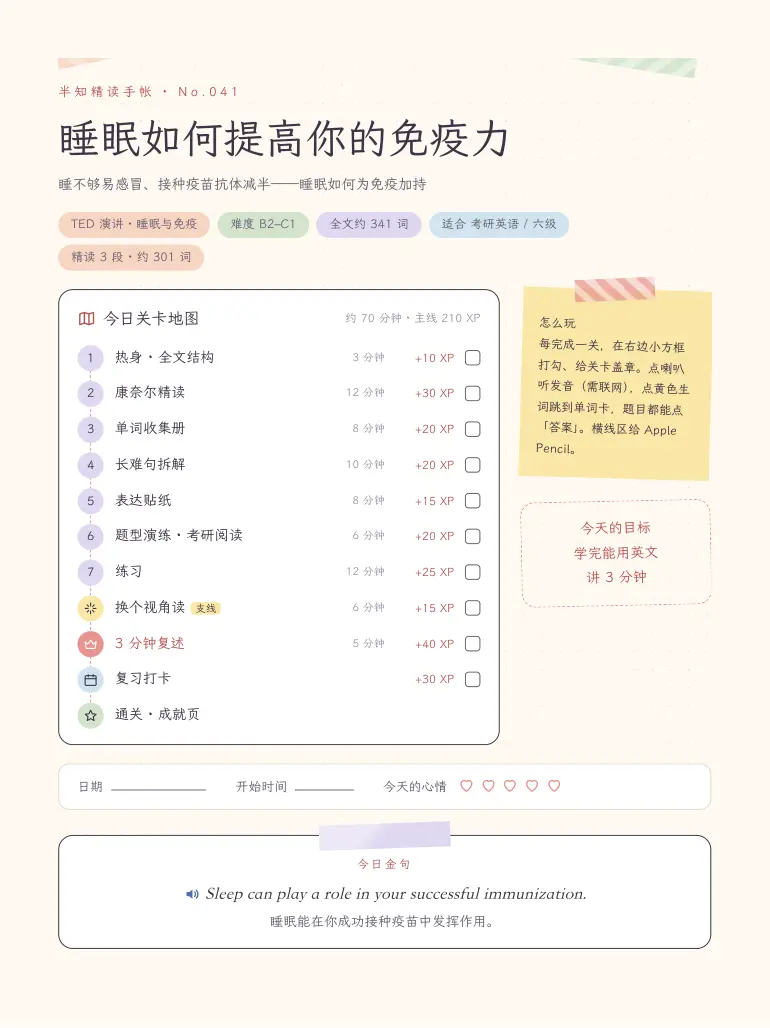 半知精读手帐 · No.041
睡眠如何提高你的免疫力
睡不够易感冒、接种疫苗抗体减半——睡眠如何为免疫加持
TED 演讲·睡眠与免疫 难度 B2–C1 全文约 341 词 适合 考研英语 / 六级
精读 3 段·约 301 词
今日关卡地图 约 70 分钟·主线 210 XP
1 热身·全文结构 3 分钟 +10 XP
2 康奈尔精读 12 分钟 +30 XP
3 单词收集册 8 分钟 +20 XP
4 长难句拆解 10 分钟 +20 XP
5 表达贴纸 8 分钟 +15 XP
6 题型演练·考研阅读 6 分钟 +20 XP
7 练习 12 分钟 +25 XP
换个视角读 支线 6 分钟 +15 XP
3 分钟复述 5 分钟 +40 XP
复习打卡 +30 XP
通关·成就页
怎么玩
每完成一关，在右边小方框
打勾、给关卡盖章。点喇叭
听发音（需联网），点黄色生
词跳到单词卡，题目都能点
「答案」。横线区给 Apple
Pencil。
今天的目标
学完能用英文
讲 3 分钟
日期 开始时间 今天的心情
今日金句
Sleep can play a role in your successful immunization.
睡眠能在你成功接种疫苗中发挥作用。